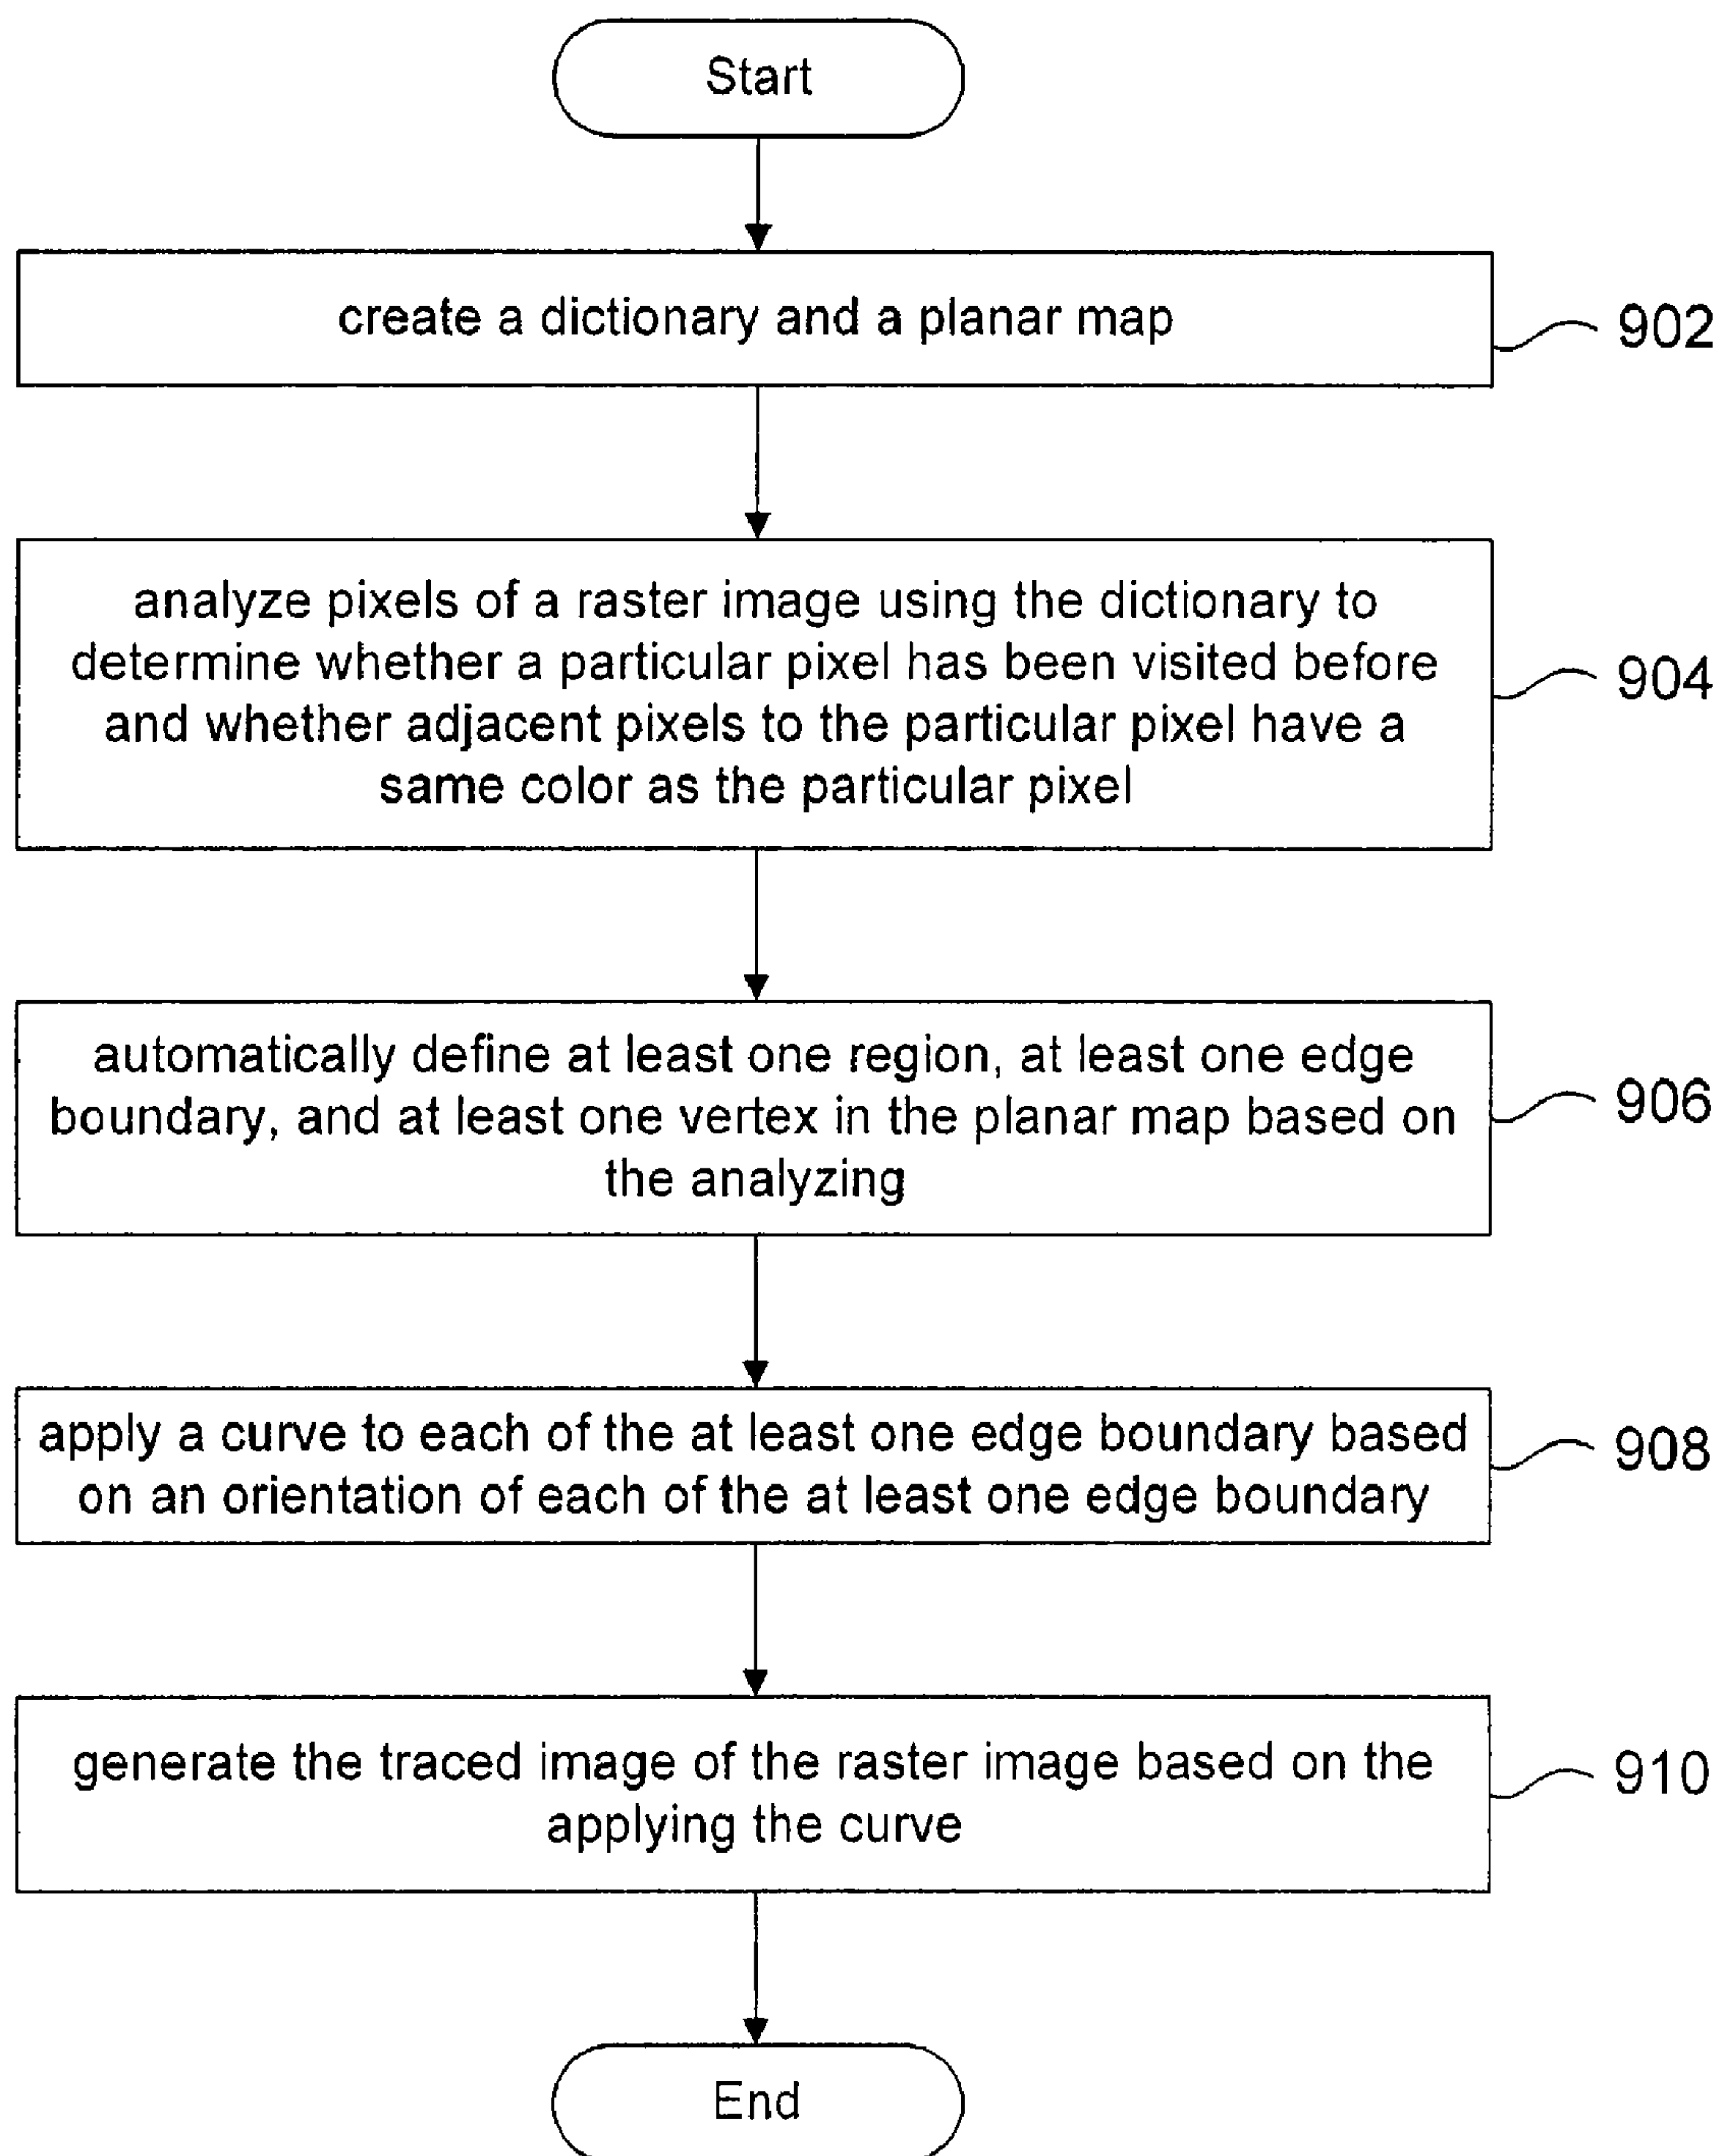 Start
create a dictionary and a planar map
902
analyze pixels of a raster image using the dictionary to
determine whether a particular pixel has been visited before
and whether adjacent pixels to the particular pixel have a
same color as the particular pixel
904
automatically define at least one region, at least one edge
boundary, and at least one vertex in the planar map based on
the analyzing
906
apply a curve to each of the at least one edge boundary based
on an orientation of each of the at least one edge boundary
908
generate the traced image of the raster image based on the
applying the curve
910
End